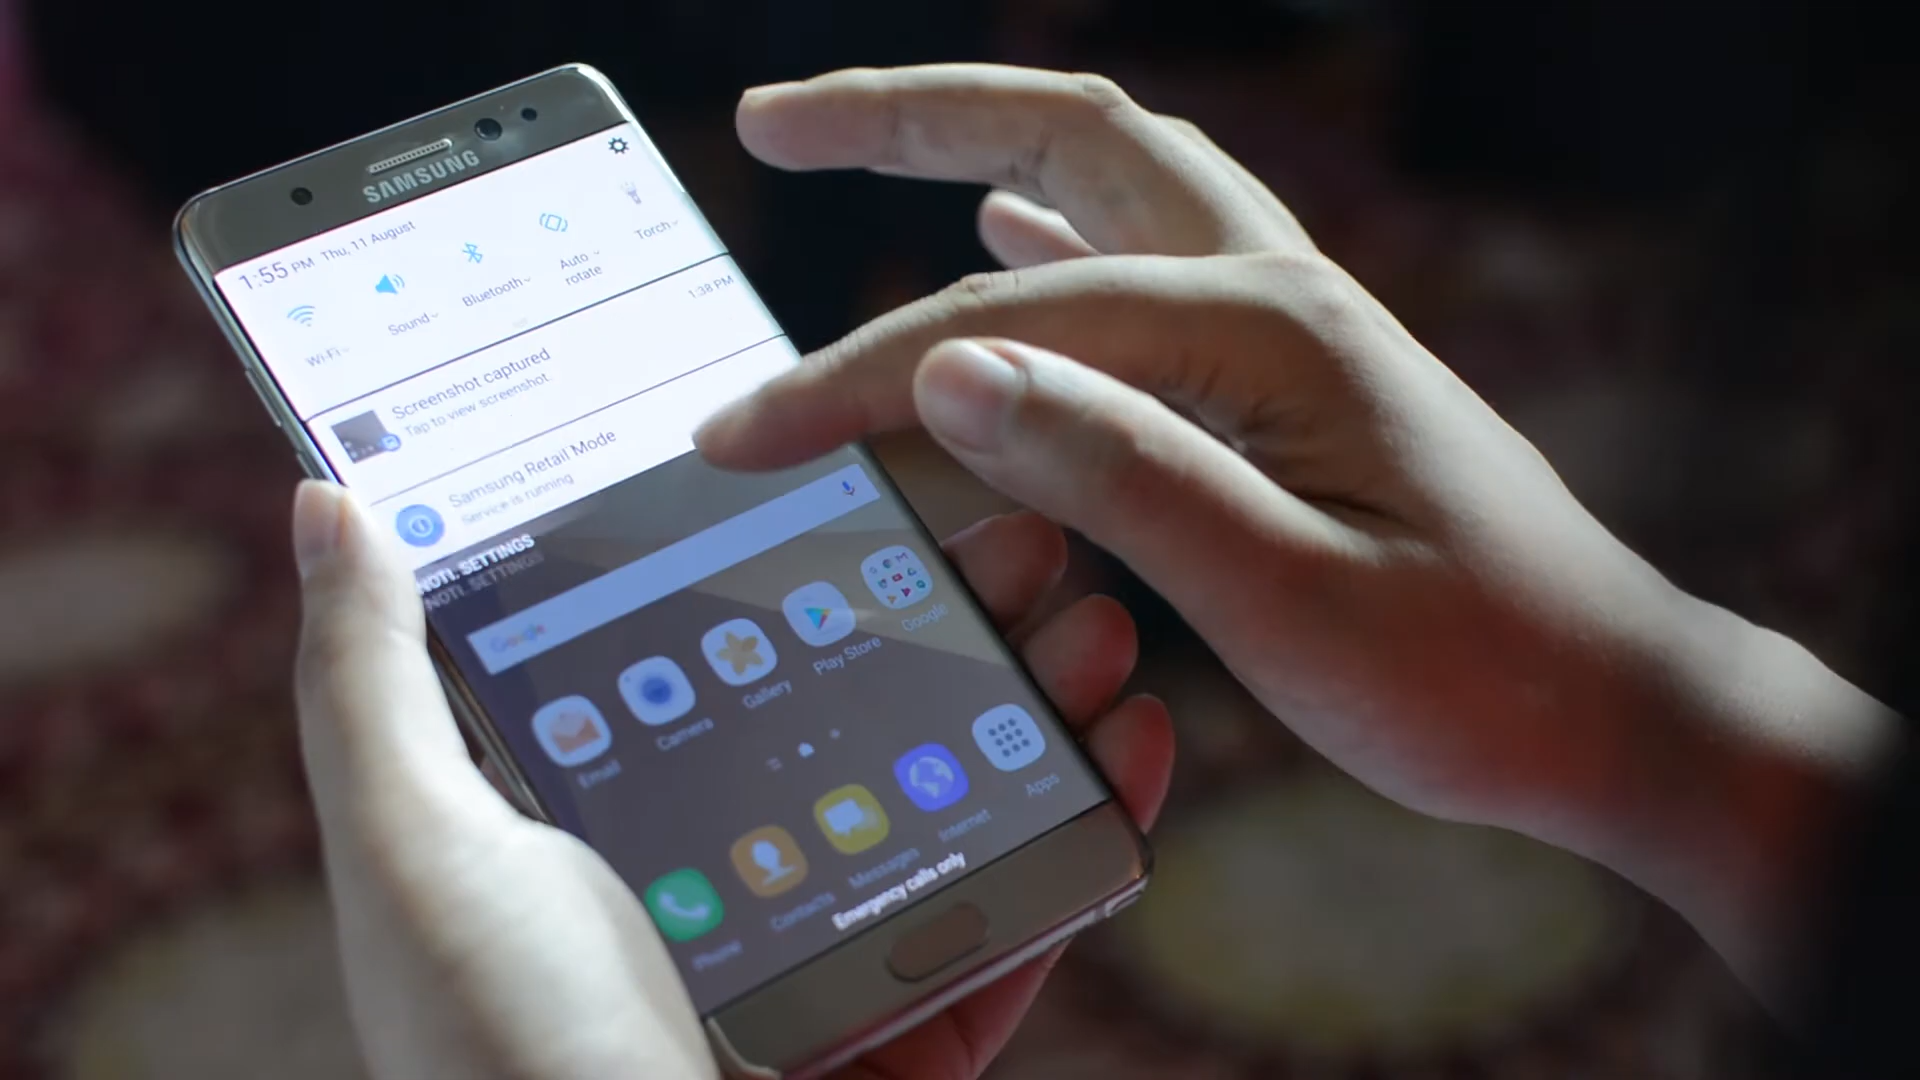 SAMSUNG
1:55 PM Thu, 11 August
Wi-Fi
Sound
Bluetooth
Auto
rotate
Torch
1:38 PM
Screenshot captured
Tap to view screenshot.
Samsung Retail Mode
Service is running
NOTI. SETTINGS
NOTI. SETTINGS
Google
Email
Camera
Gallery
Play Store
Google
Phone
Contacts
Messages
Internet
Apps
Emergency calls only